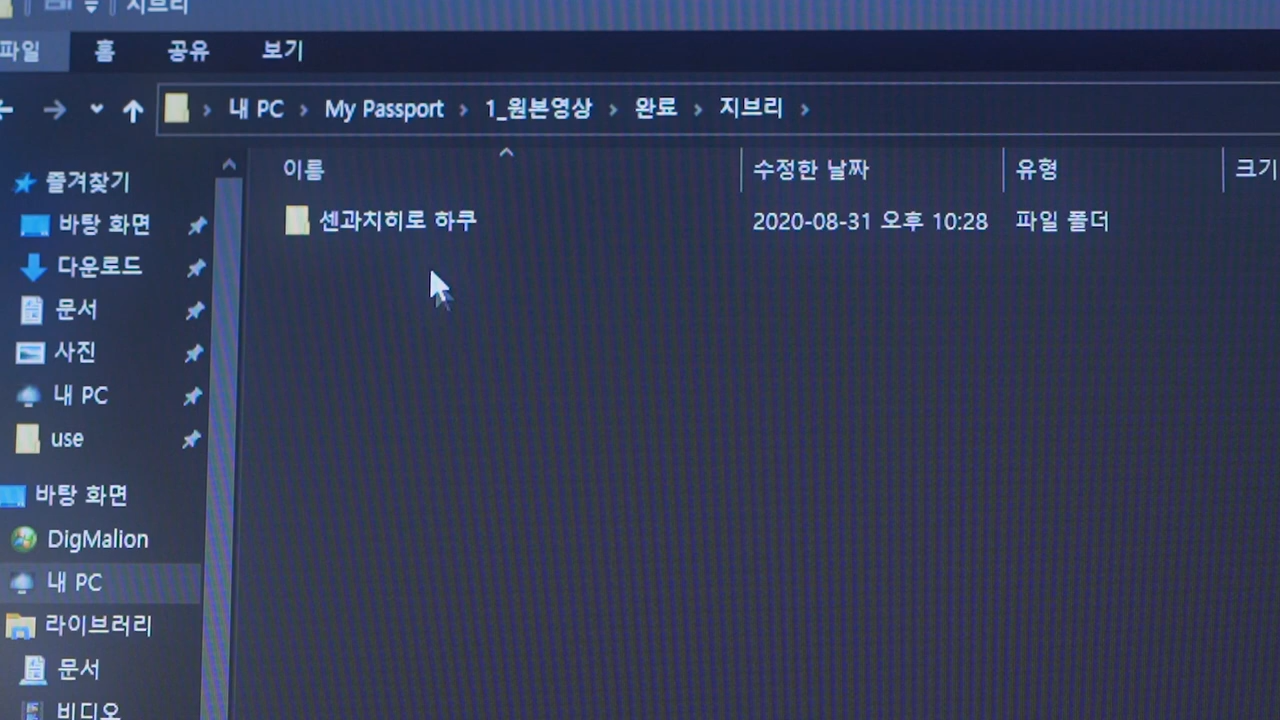 지브리
파일 홈 공유 보기
내 PC > My Passport > 1_원본영상 > 완료 > 지브리 >
이름 수정한 날짜 유형 크기
센과치히로 하쿠 2020-08-31 오후 10:28 파일 폴더
즐겨찾기
바탕 화면
다운로드
문서
사진
내 PC
use
바탕 화면
DigMalion
내 PC
라이브러리
문서
비디오